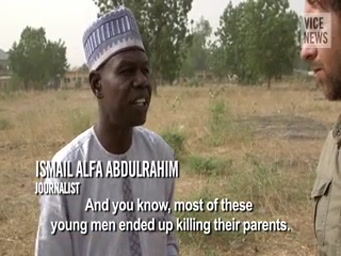 VICE
NEWS
ISMAIL ALFA ABDULRAHIM
JOURNALIST
And you know, most of these
young men ended up killing their parents.